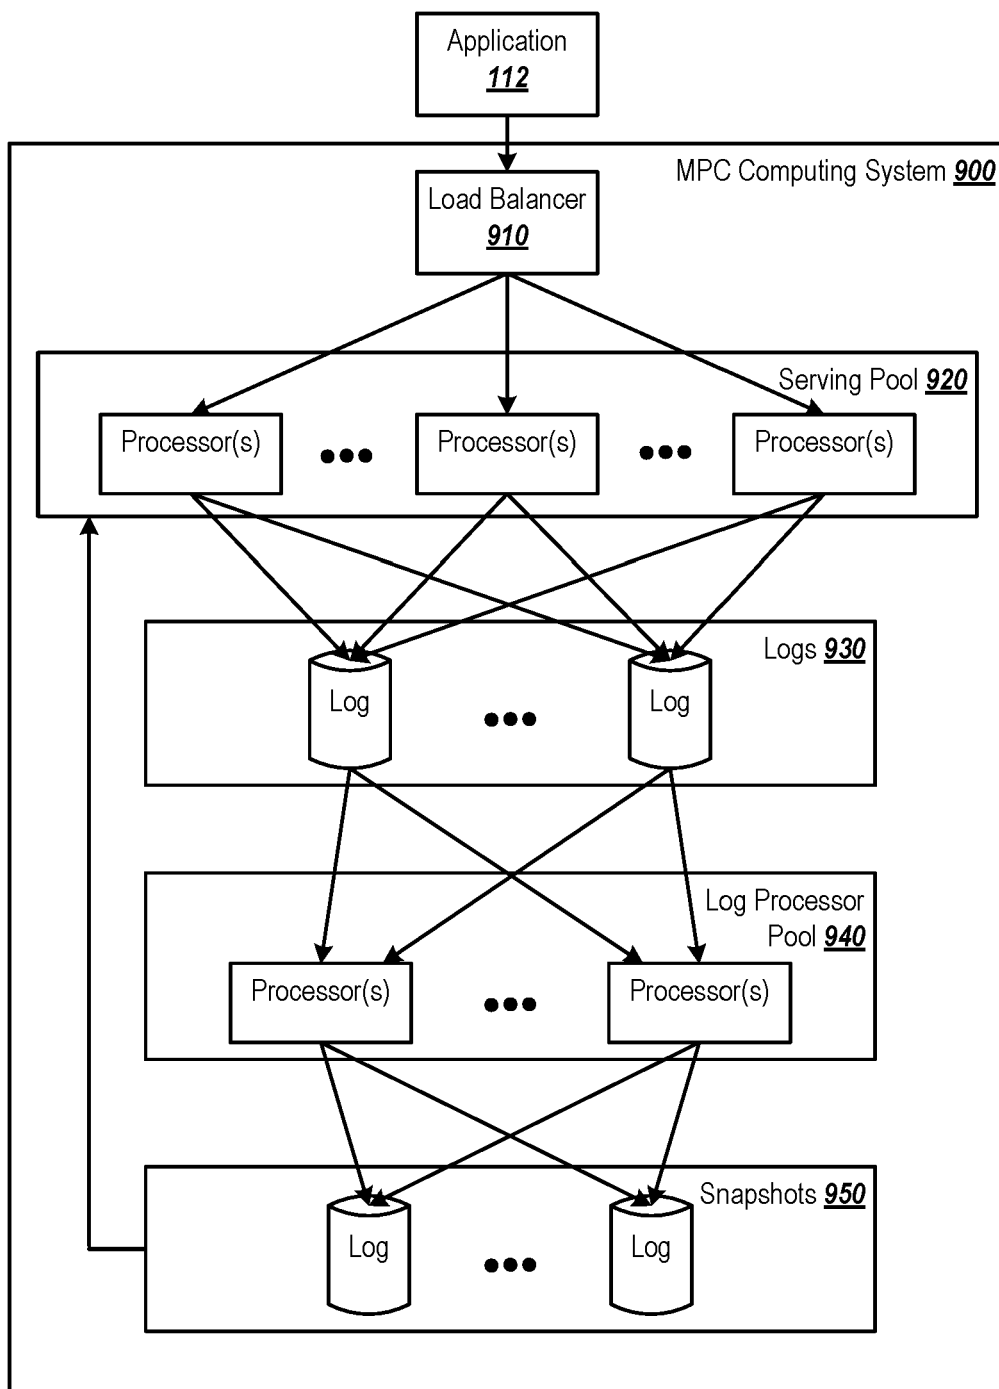 Application
112
MPC Computing System 900
Load Balancer
910
Serving Pool 920
Processor(s)
Processor(s)
Processor(s)
Logs 930
Log
Log
Log Processor
Pool 940
Processor(s)
Processor(s)
Snapshots 950
Log
Log